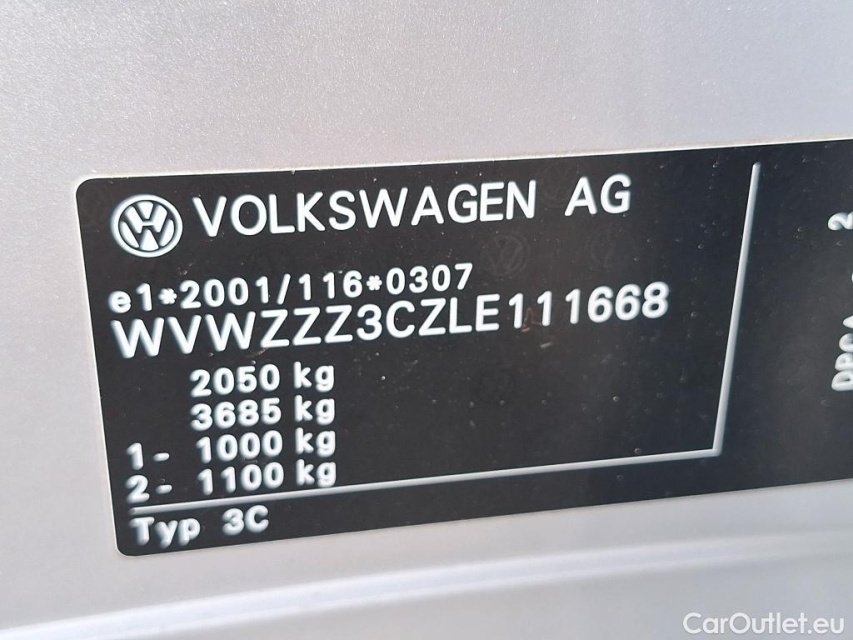 VOLKSWAGEN AG
e1*2001/116*0307
WVWZZZ3CZLE111668
2050 kg
3685 kg
1- 1000 kg
2- 1100 kg
Typ 3C
2
CarOutlet.eu